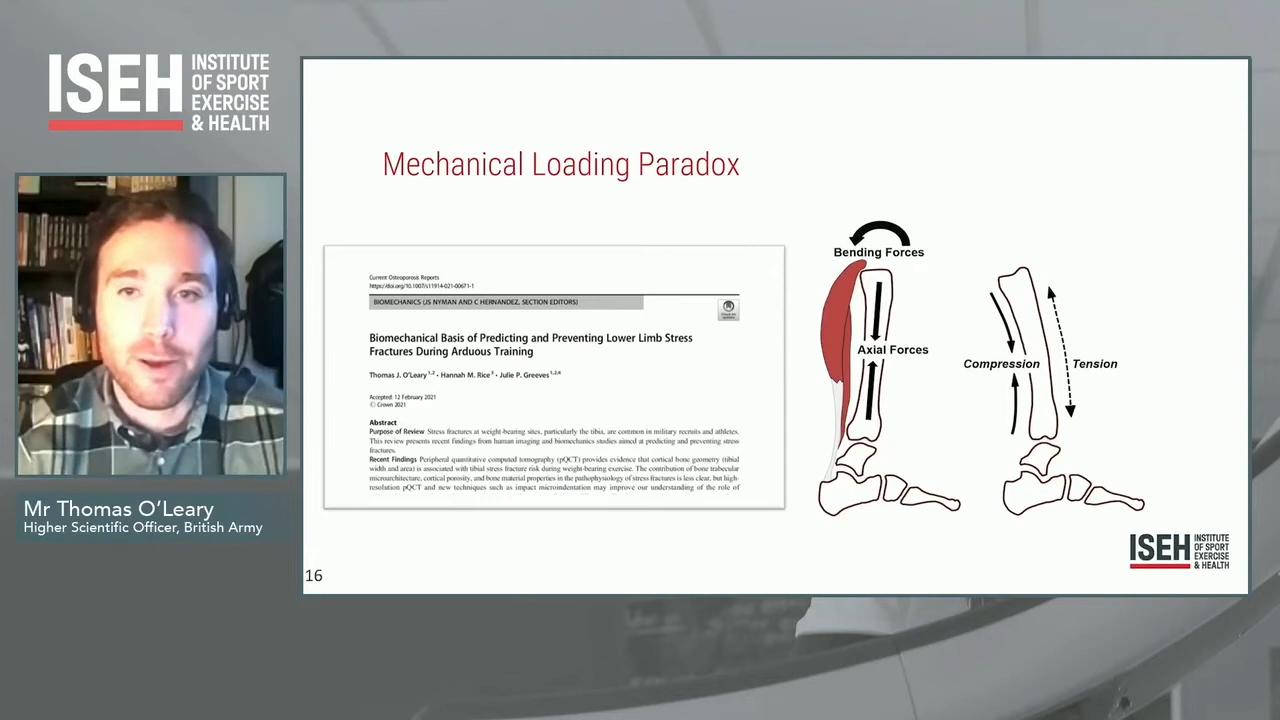 ISEH
INSTITUTE
OF SPORT
EXERCISE
& HEALTH
Mr Thomas O'Leary
Higher Scientific Officer, British Army
Mechanical Loading Paradox
Current Osteoporosis Reports
https://doi.org/10.1007/s11914-021-00671-1
BIOMECHANICS (JS NYMAN AND C HERNANDEZ, SECTION EDITORS)
Biomechanical Basis of Predicting and Preventing Lower Limb Stress
Fractures During Arduous Training
Thomas J. O'Leary 1,2 • Hannah M. Rice 3 • Julie P. Greeves 1,2,4
Accepted: 12 February 2021
© Crown 2021
Abstract
Purpose of Review Stress fractures at weight-bearing sites, particularly the tibia, are common in military recruits and athletes.
This review presents recent findings from human imaging and biomechanics studies aimed at predicting and preventing stress
fractures.
Recent Findings Peripheral quantitative computed tomography (pQCT) provides evidence that cortical bone geometry (tibial
width and area) is associated with tibial stress fracture risk during weight-bearing exercise. The contribution of bone trabecular
microarchitecture, cortical porosity, and bone material properties in the pathophysiology of stress fractures is less clear, but high-
resolution pQCT and new techniques such as impact microindentation may improve our understanding of the role of
Bending Forces
Axial Forces
Compression
Tension
ISEH
INSTITUTE
OF SPORT
EXERCISE
& HEALTH
16